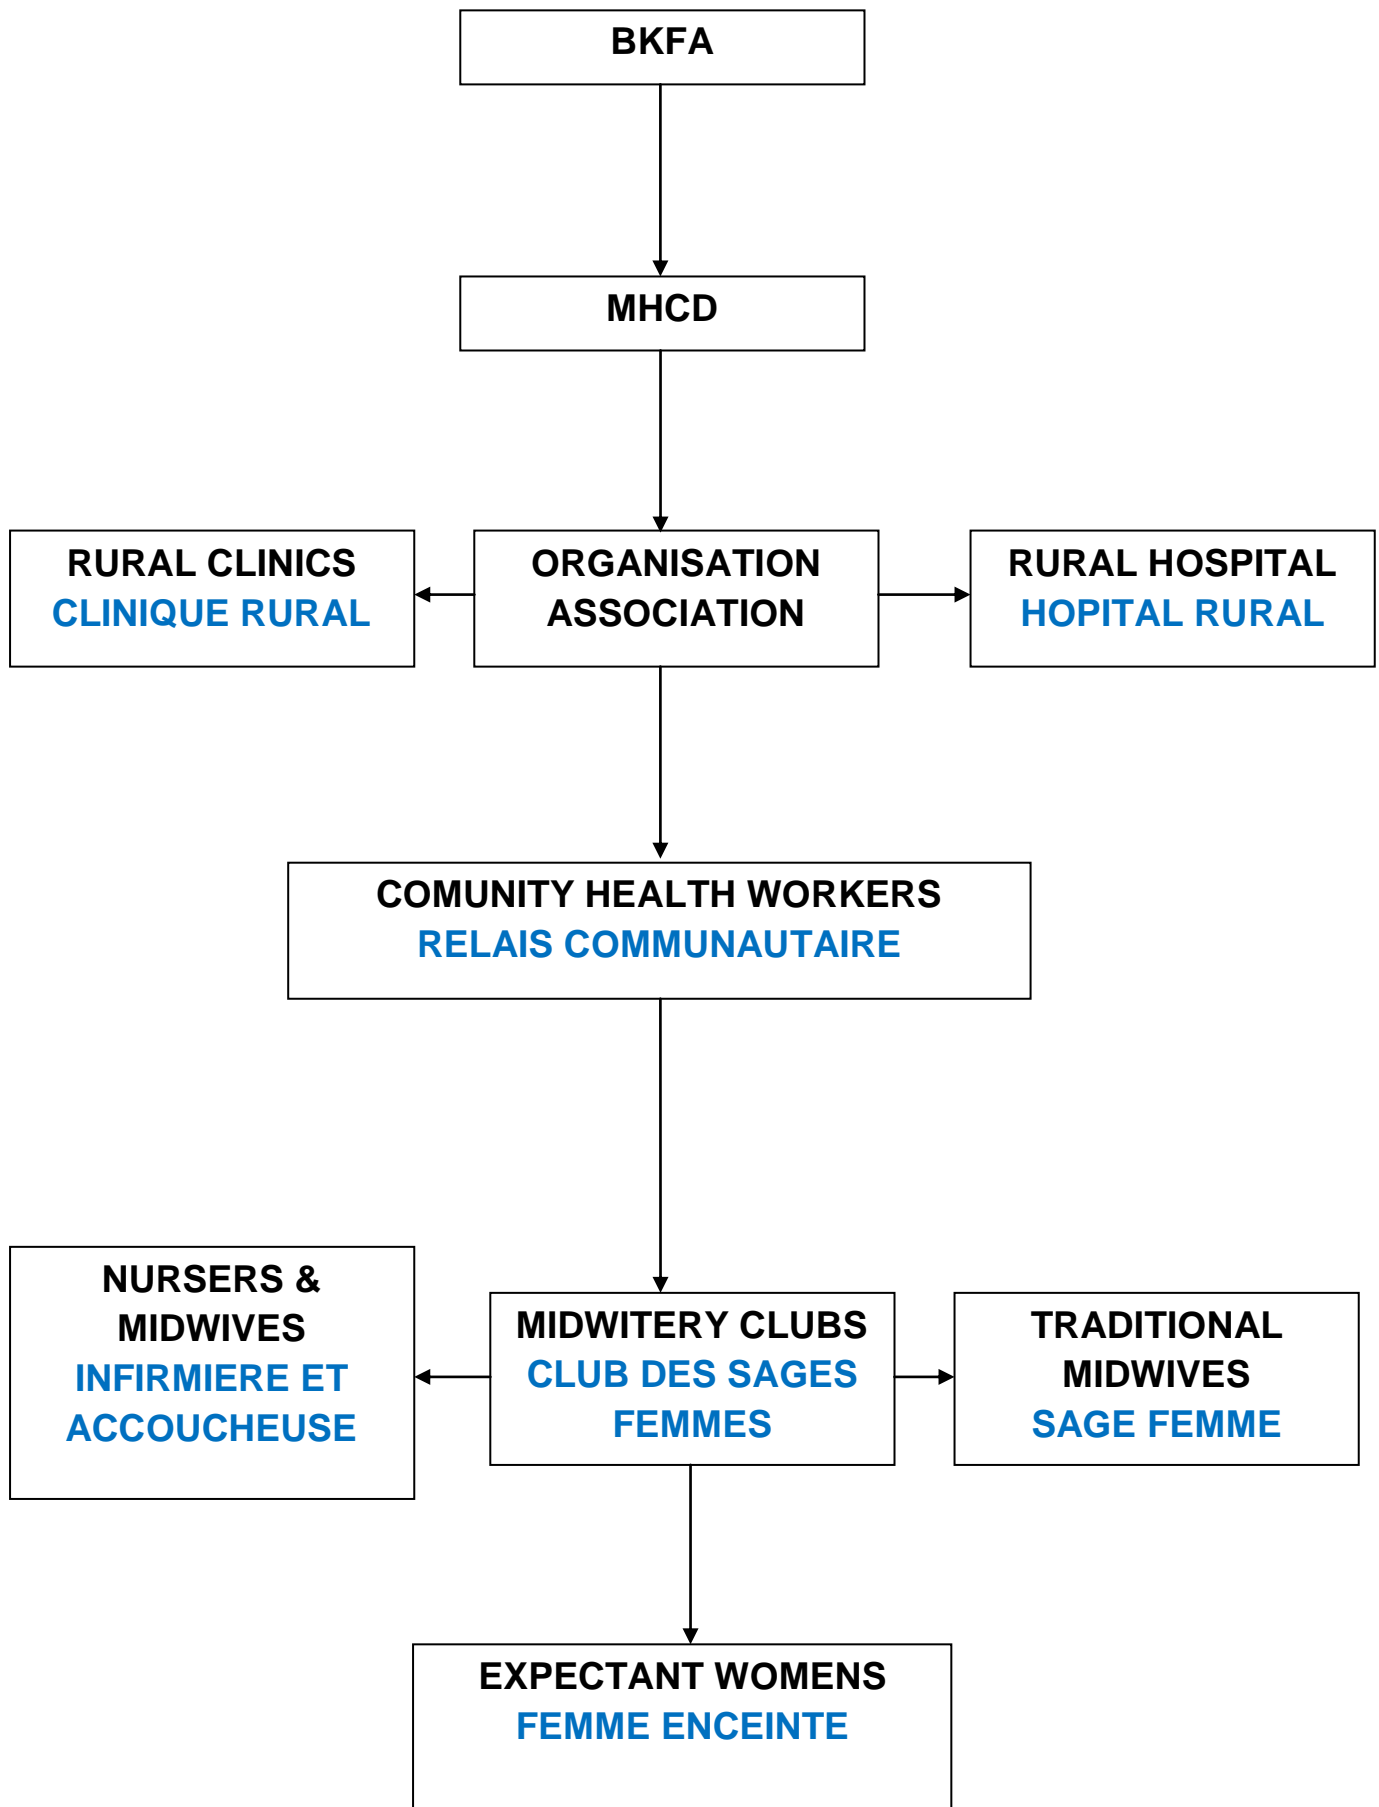 BKFA
MHCD
RURAL CLINICS
CLINIQUE RURAL
ORGANISATION
ASSOCIATION
RURAL HOSPITAL
HOPITAL RURAL
COMUNITY HEALTH WORKERS
RELAIS COMMUNAUTAIRE
NURSERS &
MIDWIVES
INFIRMIERE ET
ACCOUCHEUSE
MIDWITERY CLUBS
CLUB DES SAGES
FEMMES
TRADITIONAL
MIDWIVES
SAGE FEMME
EXPECTANT WOMENS
FEMME ENCEINTE